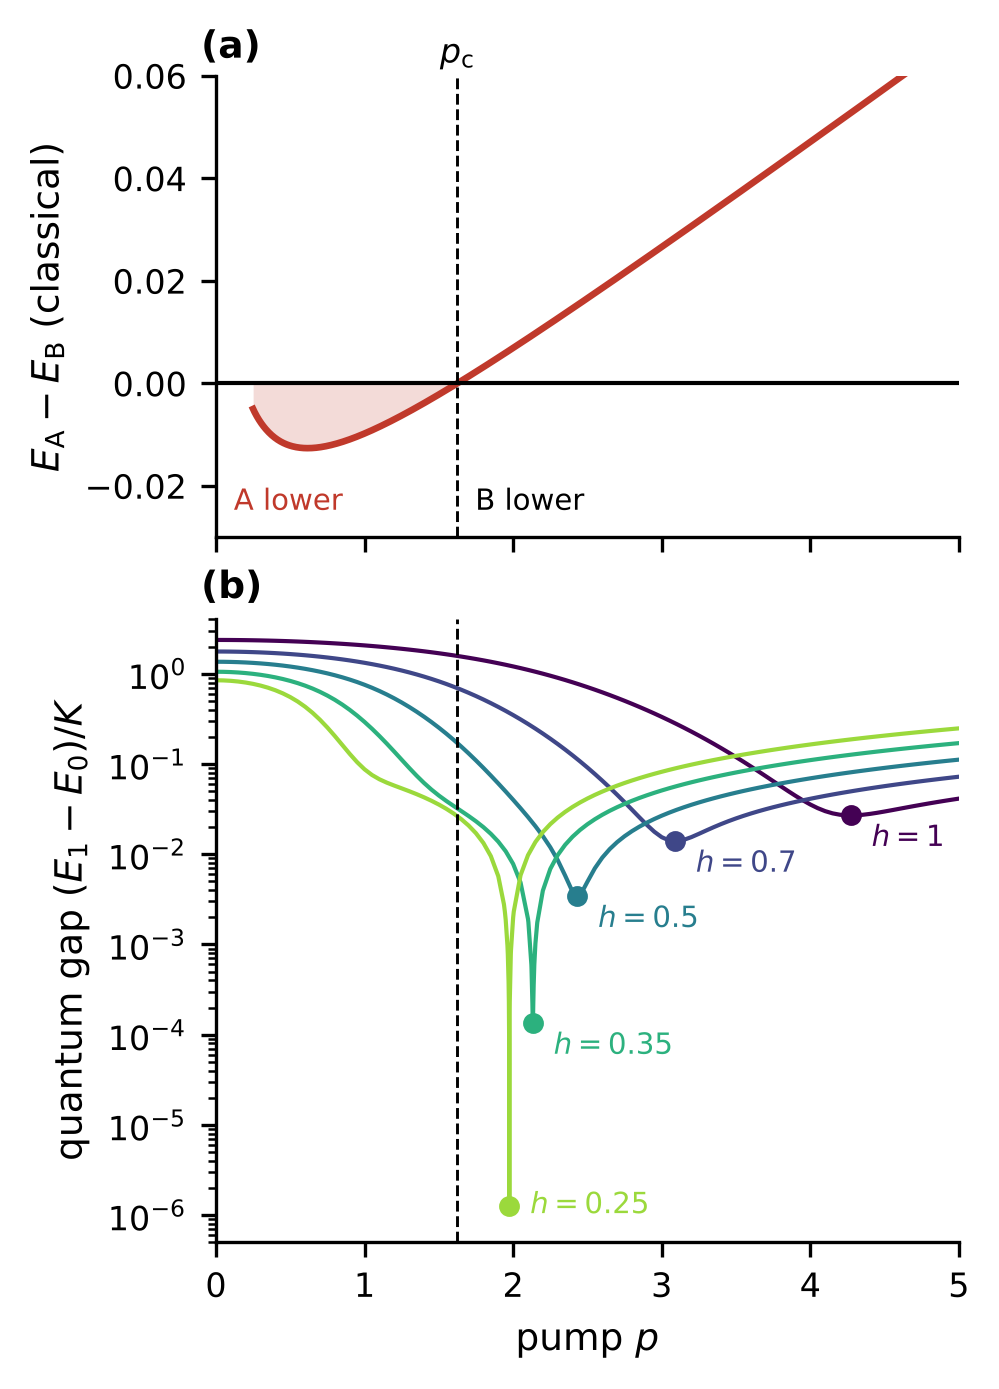 (a)
p_c
0.06
0.04
0.02
0.00
−0.02
E_A − E_B (classical)
A lower
B lower
(b)
10^0
10^−1
10^−2
10^−3
10^−4
10^−5
10^−6
quantum gap (E_1 − E_0)/K
h = 1
h = 0.7
h = 0.5
h = 0.35
h = 0.25
0 1 2 3 4 5
pump p